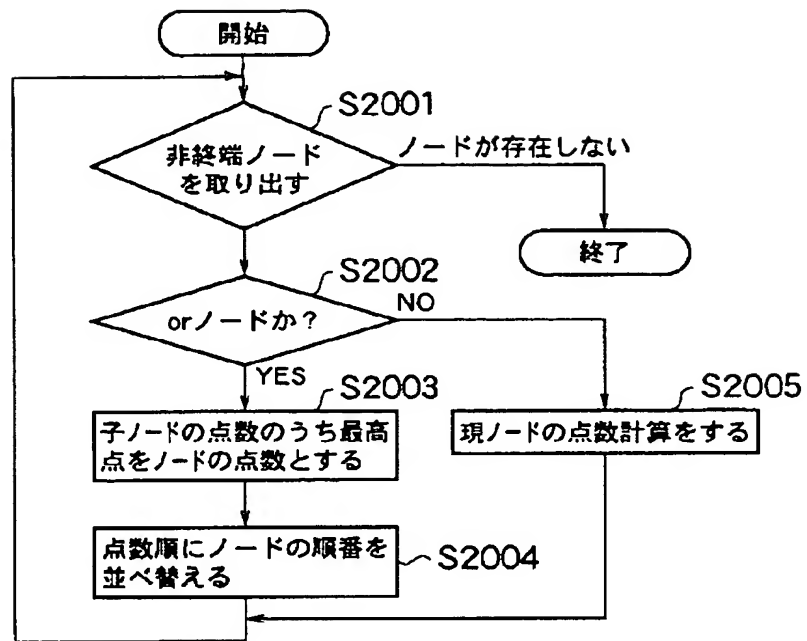 開始
S2001
非終端ノード
を取り出す
ノードが存在しない
終了
S2002
orノードか?
NO
YES
S2003
子ノードの点数のうち最高
点をノードの点数とする
S2005
現ノードの点数計算をする
点数順にノードの順番を
並べ替える
S2004